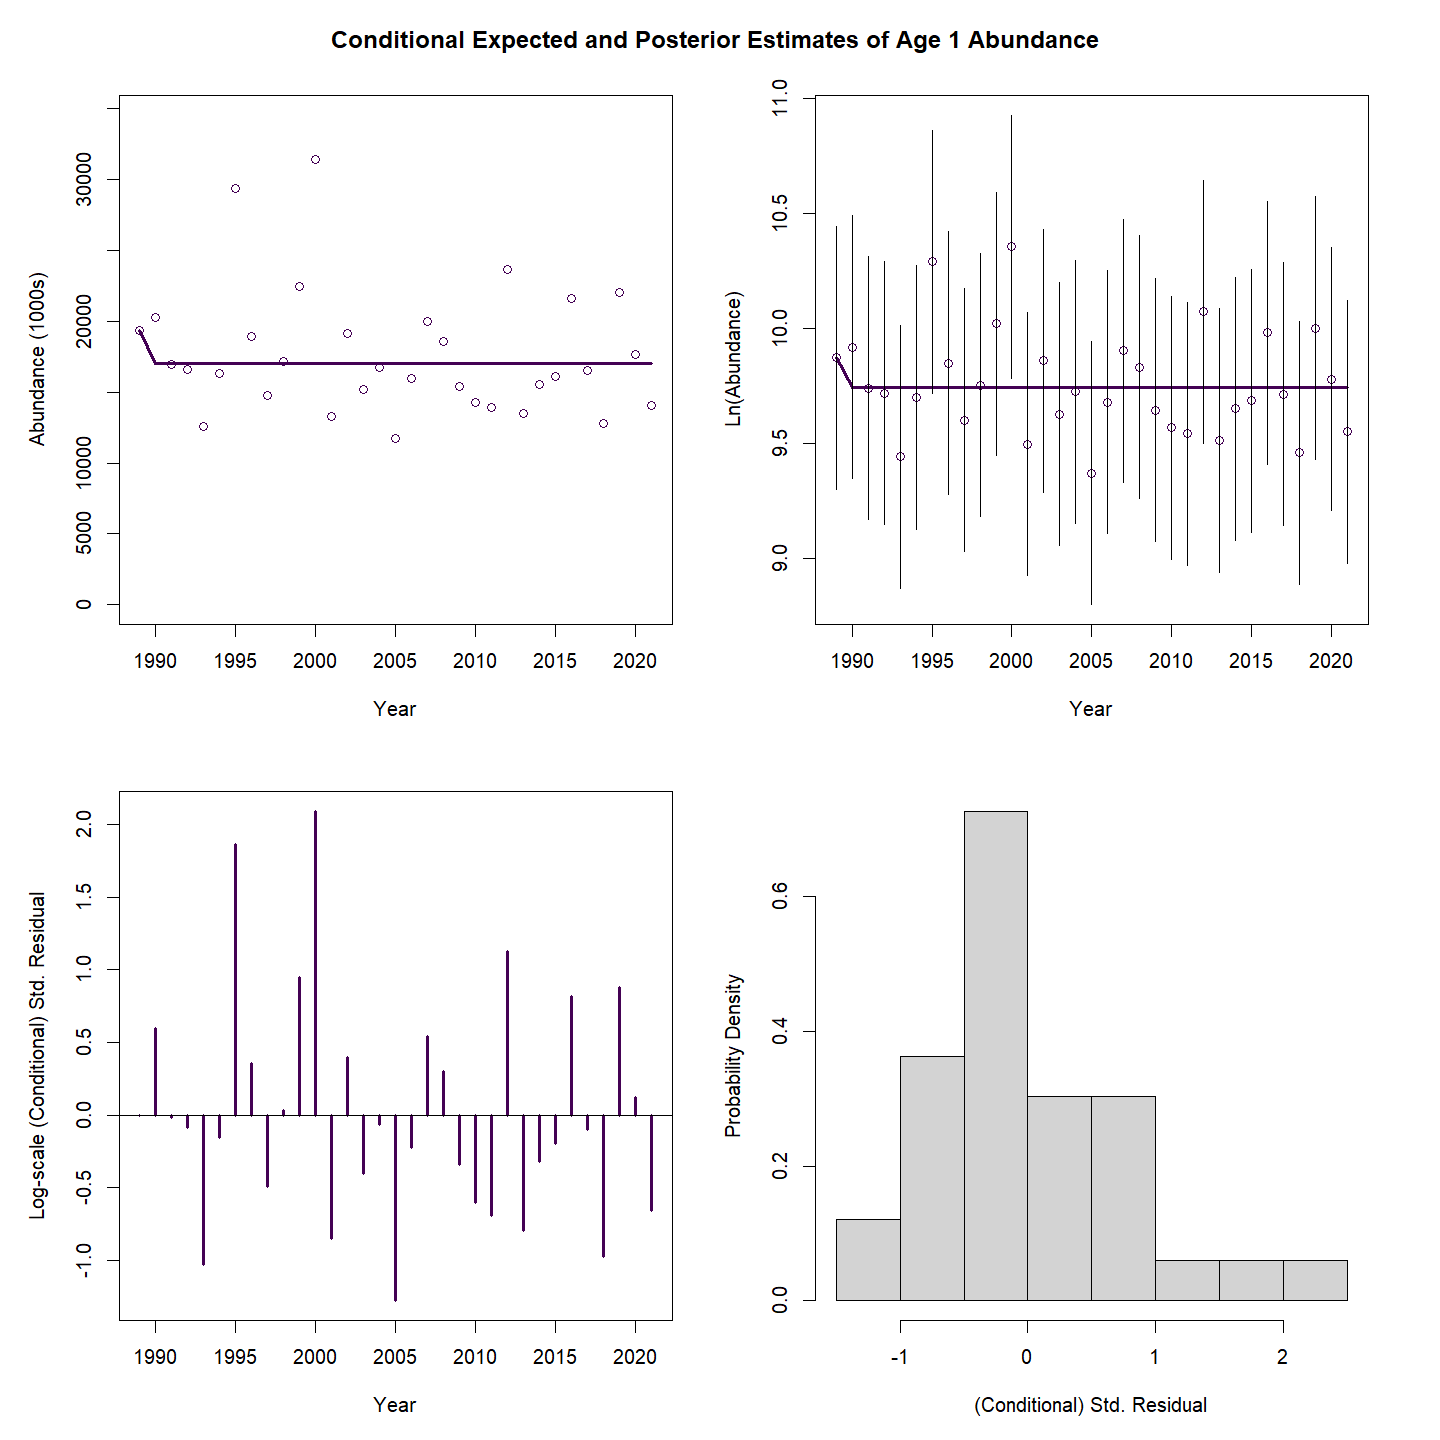 Conditional Expected and Posterior Estimates of Age 1 Abundance
Abundance (1000s)
0 5000 10000 20000 30000
1990 1995 2000 2005 2010 2015 2020
Year
Ln(Abundance)
9.0 9.5 10.0 10.5 11.0
1990 1995 2000 2005 2010 2015 2020
Year
Log-scale (Conditional) Std. Residual
-1.0 -0.5 0.0 0.5 1.0 1.5 2.0
1990 1995 2000 2005 2010 2015 2020
Year
Probability Density
0.0 0.2 0.4 0.6
-1 0 1 2
(Conditional) Std. Residual